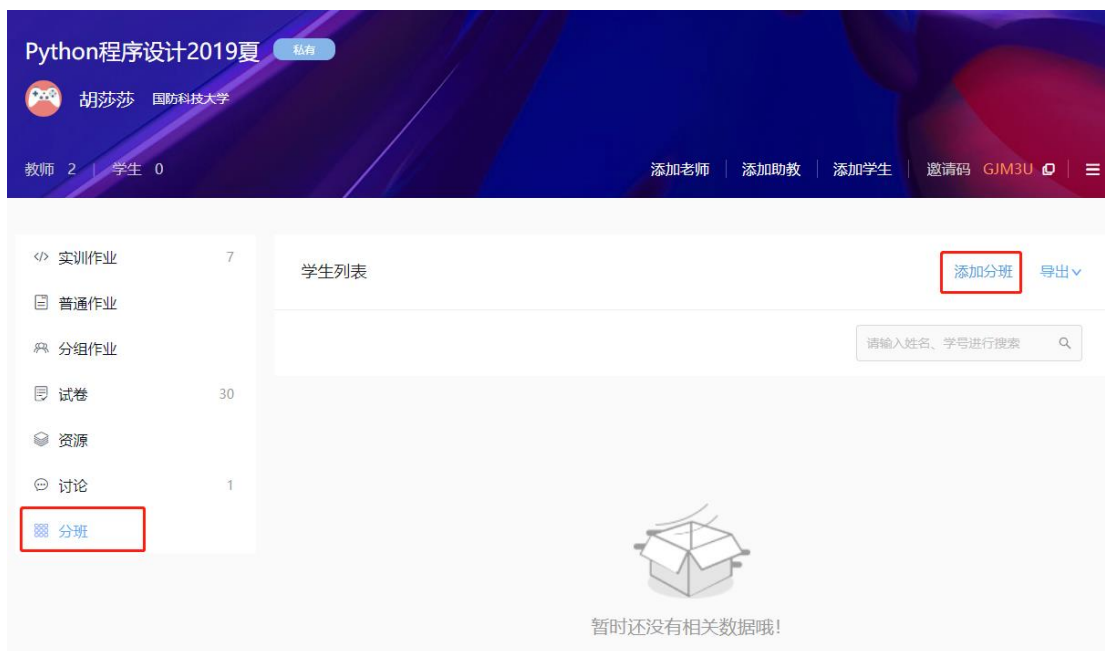 Python程序设计2019夏 私有
胡莎莎 国防科技大学
教师 2 | 学生 0 添加老师 | 添加助教 | 添加学生 | 邀请码 GJM3U
实训作业 7
普通作业
分组作业
试卷 30
资源
讨论 1
分班
学生列表 添加分班 导出
请输入姓名、学号进行搜索
暂时还没有相关数据哦!